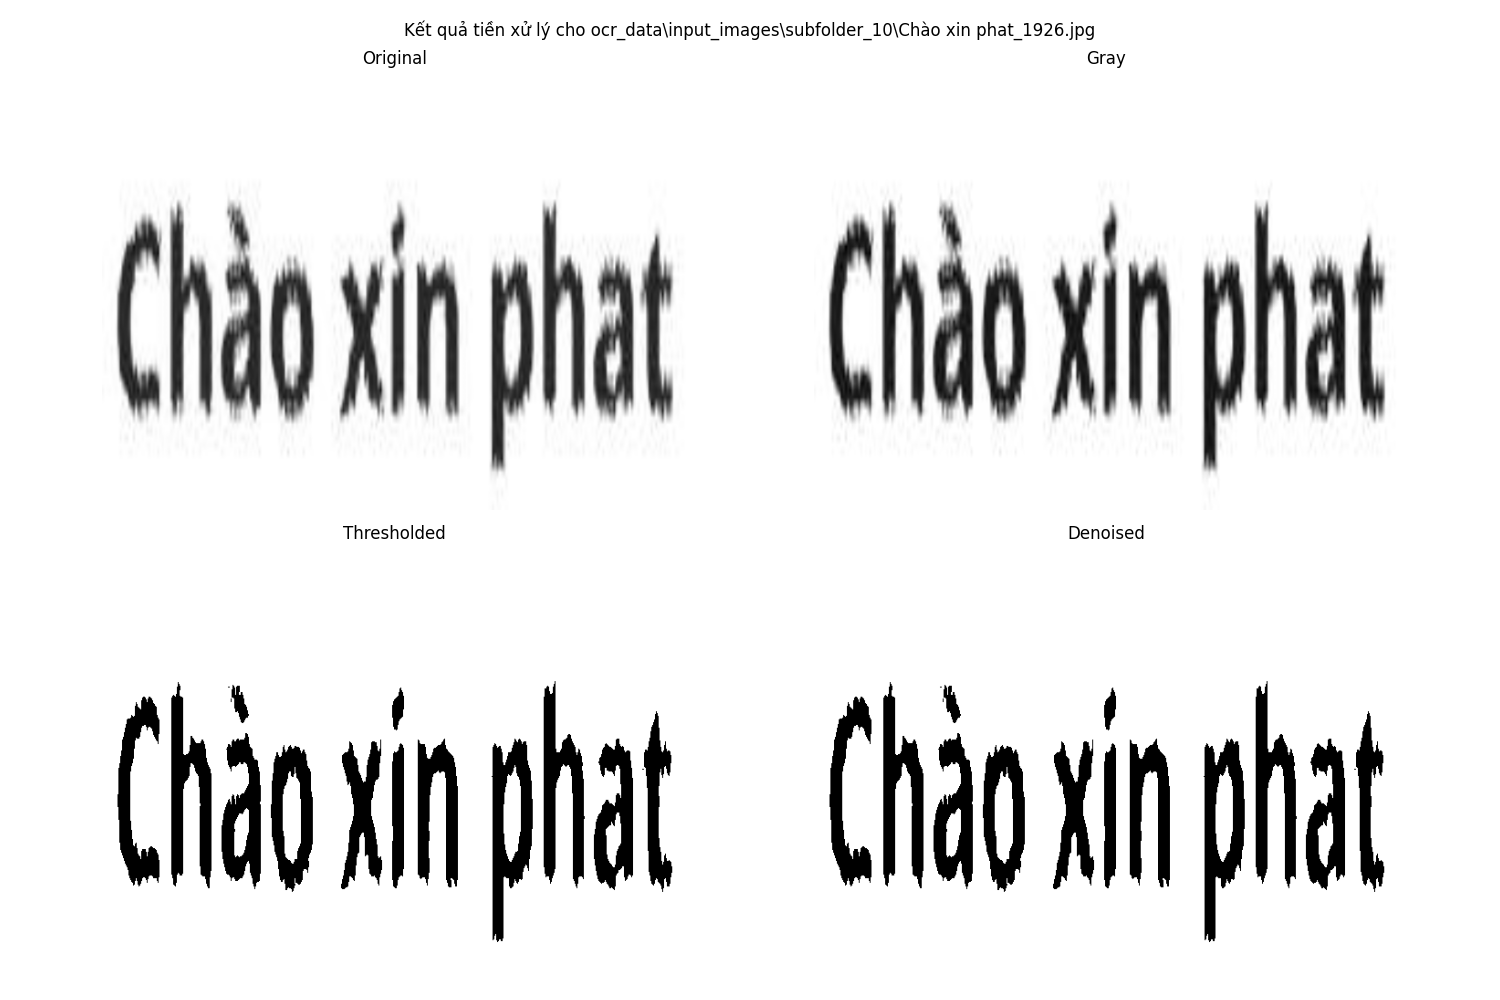 Kết quả tiền xử lý cho ocr_data\input_images\subfolder_10\Chào xin phat_1926.jpg
Original
Gray
Chào xin phat
Chào xin phat
Thresholded
Denoised
Chào xin phat
Chào xin phat